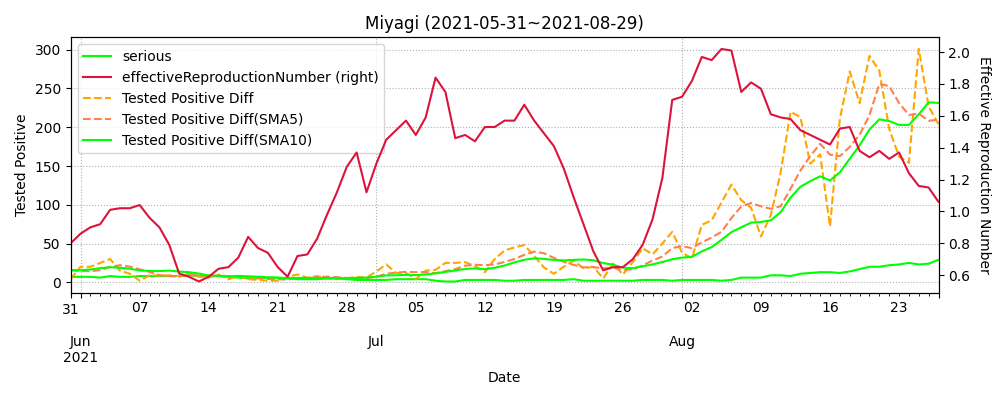 Miyagi (2021-05-31~2021-08-29)
serious
effectiveReproductionNumber (right)
Tested Positive Diff
Tested Positive Diff(SMA5)
Tested Positive Diff(SMA10)
Tested Positive
300
250
200
150
100
50
0
2.0
1.8
1.6
1.4
1.2
1.0
0.8
0.6
Effective Reproduction Number
31 07 14 21 28 05 12 19 26 02 09 16 23
Jun Jul Aug
2021
Date